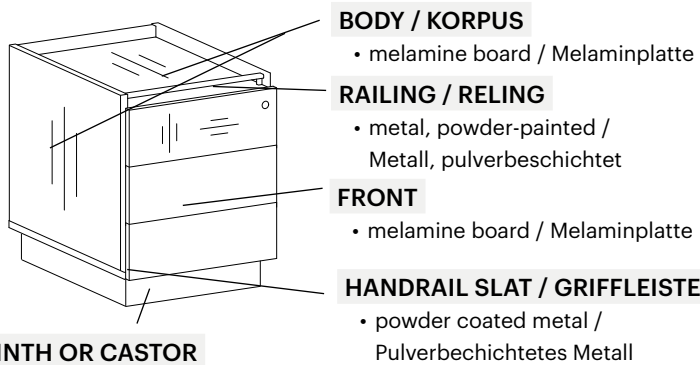 BODY / KORPUS
• melamine board / Melaminplatte
RAILING / RELING
• metal, powder-painted /
Metall, pulverbeschichtet
FRONT
• melamine board / Melaminplatte
HANDRAIL SLAT / GRIFFLEISTE
• powder coated metal /
Pulverbechichtetes Metall
INTH OR CASTOR